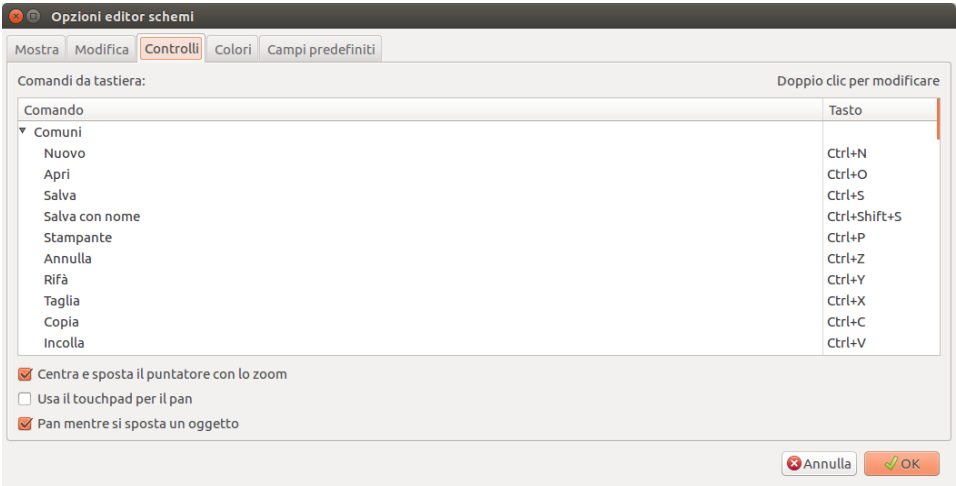 Opzioni editor schemi
Mostra Modifica Controlli Colori Campi predefiniti
Comandi da tastiera: Doppio clic per modificare
Comando Tasto
Comuni
Nuovo Ctrl+N
Apri Ctrl+O
Salva Ctrl+S
Salva con nome Ctrl+Shift+S
Stampante Ctrl+P
Annulla Ctrl+Z
Rifà Ctrl+Y
Taglia Ctrl+X
Copia Ctrl+C
Incolla Ctrl+V
Centra e sposta il puntatore con lo zoom
Usa il touchpad per il pan
Pan mentre si sposta un oggetto
Annulla OK